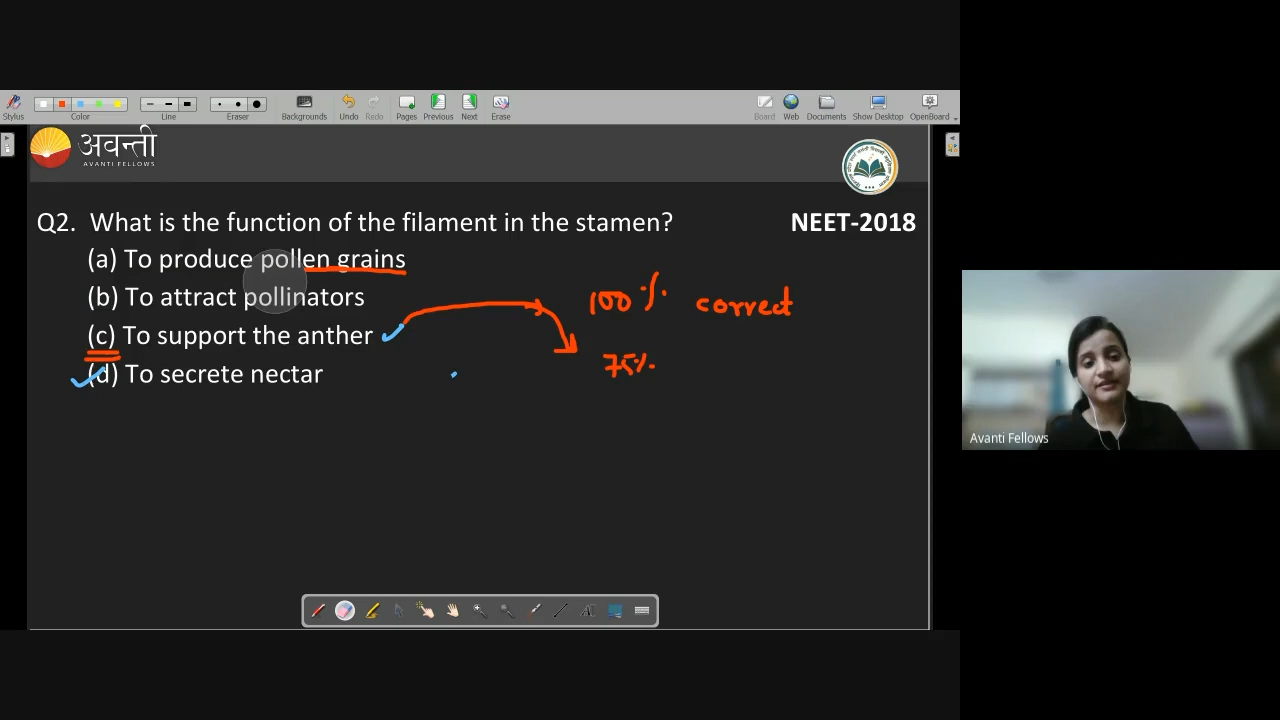 Stylus
Color
Line
Eraser
Backgrounds
Undo
Redo
Pages
Previous
Next
Erase
Board
Web
Documents
Show Desktop
OpenBoard
अवन्ती
AVANTI FELLOWS
Q2. What is the function of the filament in the stamen? NEET-2018
(a) To produce pollen grains
(b) To attract pollinators
100% correct
(c) To support the anther
75%
(d) To secrete nectar
Avanti Fellows